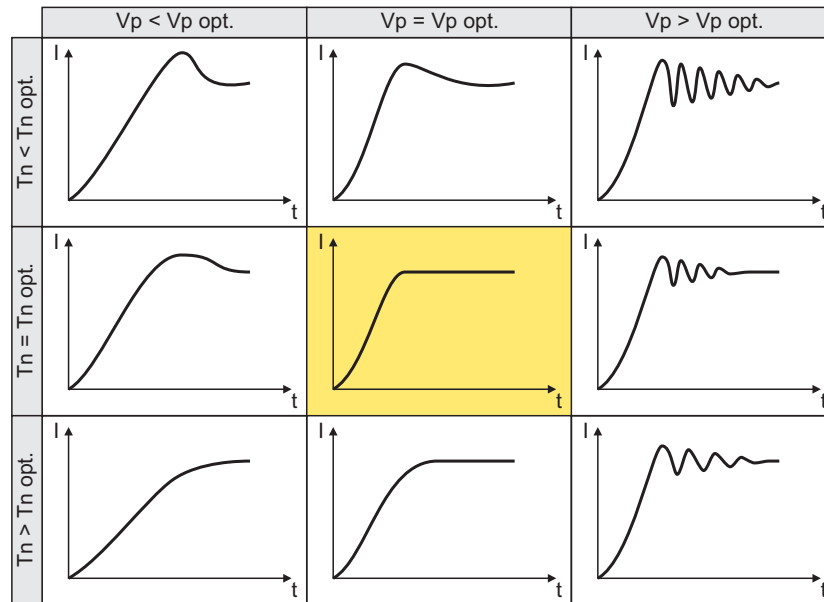 Vp < Vp opt.
Vp = Vp opt.
Vp > Vp opt.
Tn < Tn opt.
I
t
I
t
I
t
Tn = Tn opt.
I
t
I
t
I
t
Tn > Tn opt.
I
t
I
t
I
t